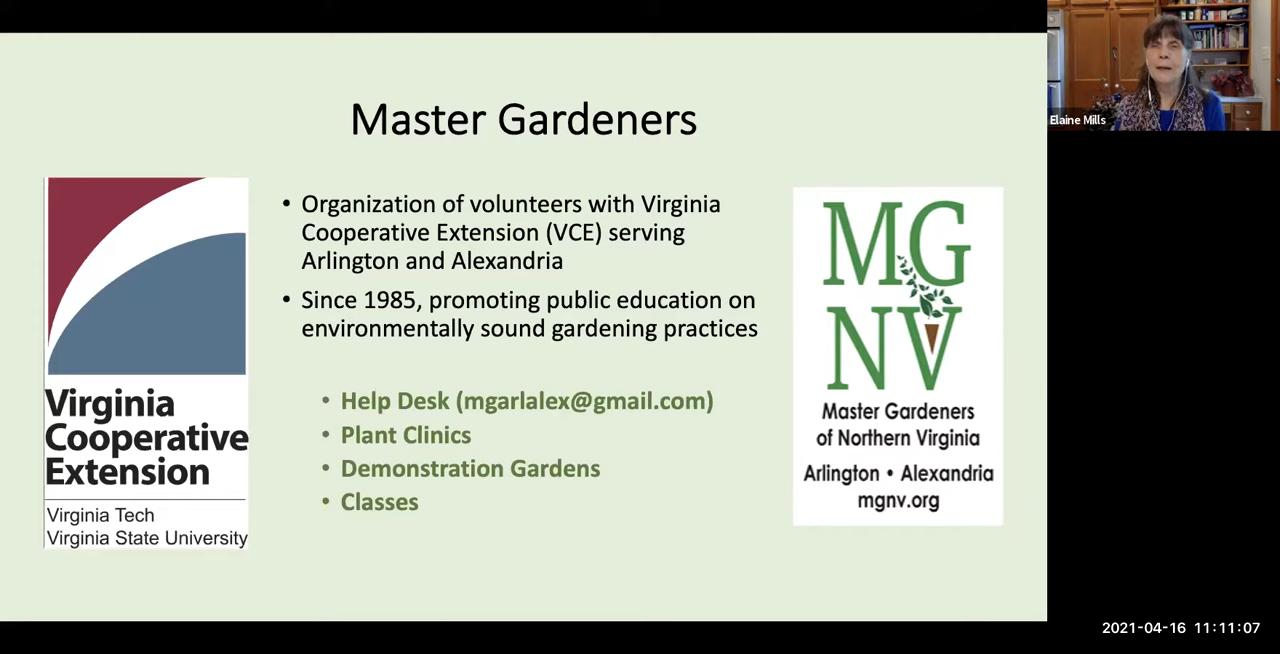 Master Gardeners
Virginia
Cooperative
Extension
Virginia Tech
Virginia State University
• Organization of volunteers with Virginia
Cooperative Extension (VCE) serving
Arlington and Alexandria
• Since 1985, promoting public education on
environmentally sound gardening practices
• Help Desk (mgarlalex@gmail.com)
• Plant Clinics
• Demonstration Gardens
• Classes
MG
NV
Master Gardeners
of Northern Virginia
Arlington • Alexandria
mgnv.org
Elaine Mills
2021-04-16 11:11:07